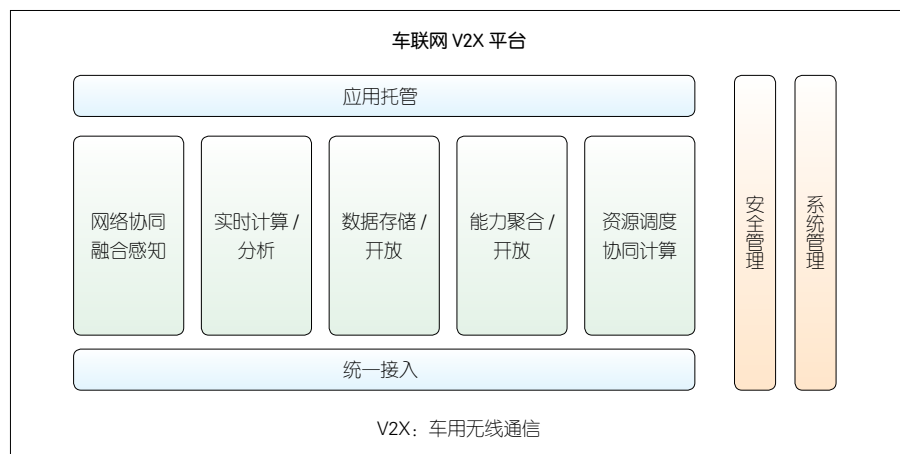 车联网 V2X 平台
应用托管
网络协同
融合感知
实时计算 /
分析
数据存储 /
开放
能力聚合 /
开放
资源调度
协同计算
统一接入
安全管理
系统管理
V2X：车用无线通信